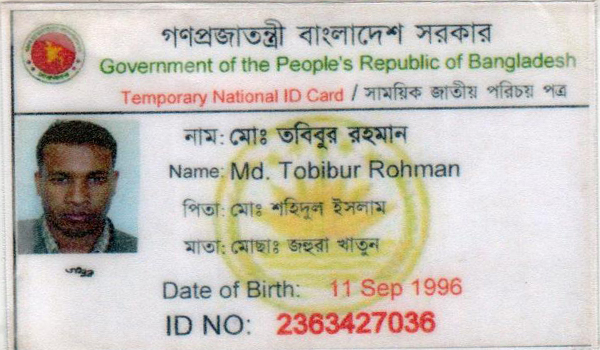 গণপ্রজাতন্ত্রী বাংলাদেশ সরকার
Government of the People's Republic of Bangladesh
Temporary National ID Card / সাময়িক জাতীয় পরিচয় পত্র
নাম: মোঃ তবিবুর রহমান
Name: Md. Tobibur Rohman
পিতা: মোঃ শহিদুল ইসলাম
মাতা: মোছাঃ জহুরা খাতুন
Date of Birth: 11 Sep 1996
ID NO: 2363427036